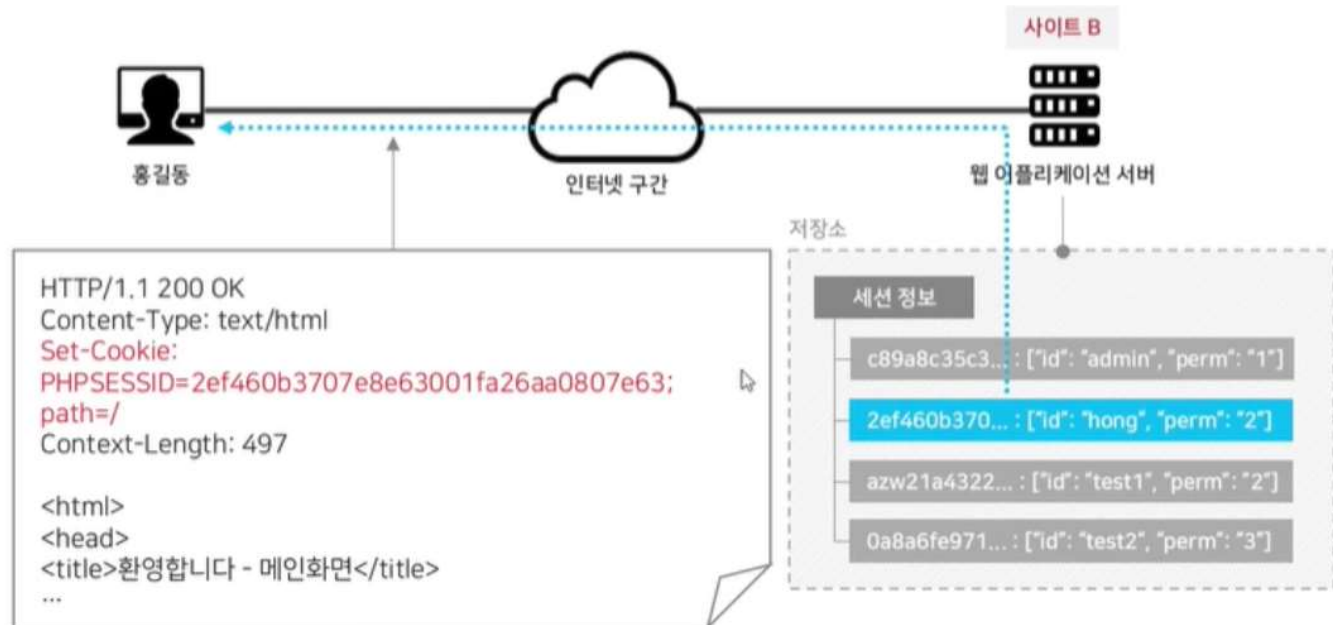 사이트 B
홍길동
인터넷 구간
웹 어플리케이션 서버
저장소
HTTP/1.1 200 OK
Content-Type: text/html
Set-Cookie:
PHPSESSID=2ef460b3707e8e63001fa26aa0807e63;
path=/
Context-Length: 497
<html>
<head>
<title>환영합니다 - 메인화면</title>
...
세션 정보
c89a8c35c3... : ["id": "admin", "perm": "1"]
2ef460b370... : ["id": "hong", "perm": "2"]
azw21a4322... : ["id": "test1", "perm": "2"]
0a8a6fe971... : ["id": "test2", "perm": "3"]